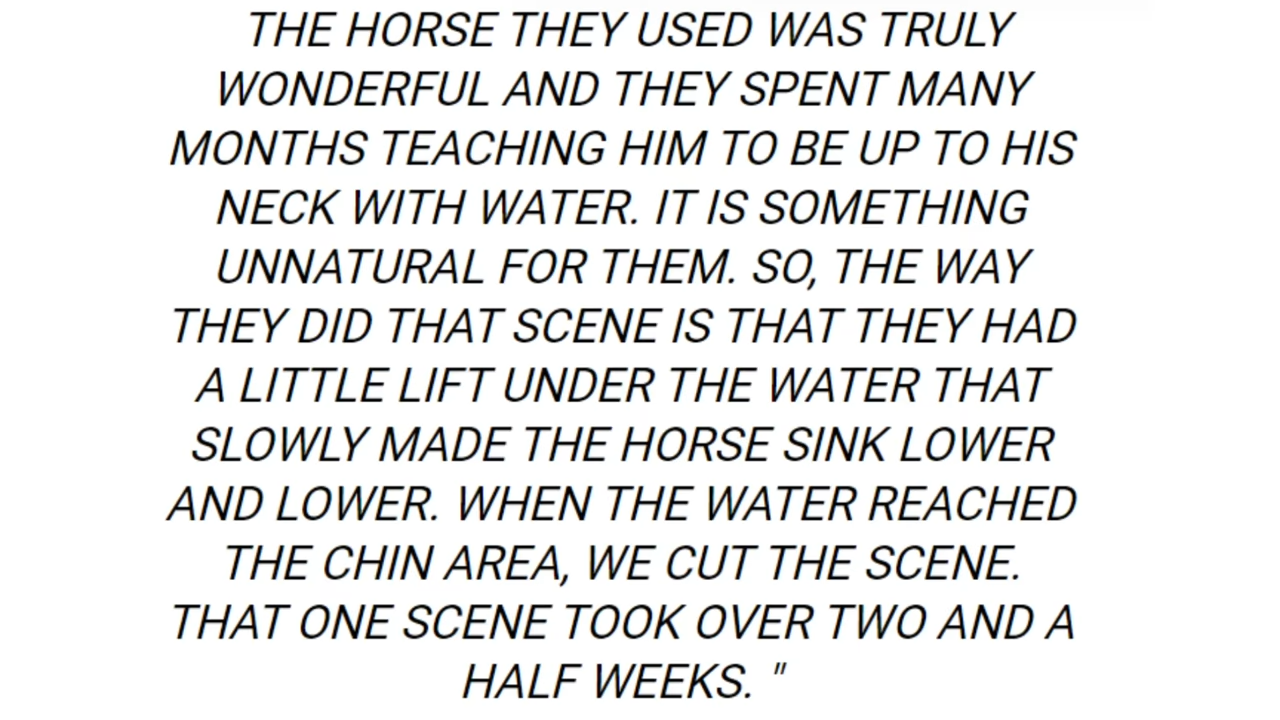 THE HORSE THEY USED WAS TRULY
WONDERFUL AND THEY SPENT MANY
MONTHS TEACHING HIM TO BE UP TO HIS
NECK WITH WATER. IT IS SOMETHING
UNNATURAL FOR THEM. SO, THE WAY
THEY DID THAT SCENE IS THAT THEY HAD
A LITTLE LIFT UNDER THE WATER THAT
SLOWLY MADE THE HORSE SINK LOWER
AND LOWER. WHEN THE WATER REACHED
THE CHIN AREA, WE CUT THE SCENE.
THAT ONE SCENE TOOK OVER TWO AND A
HALF WEEKS. "